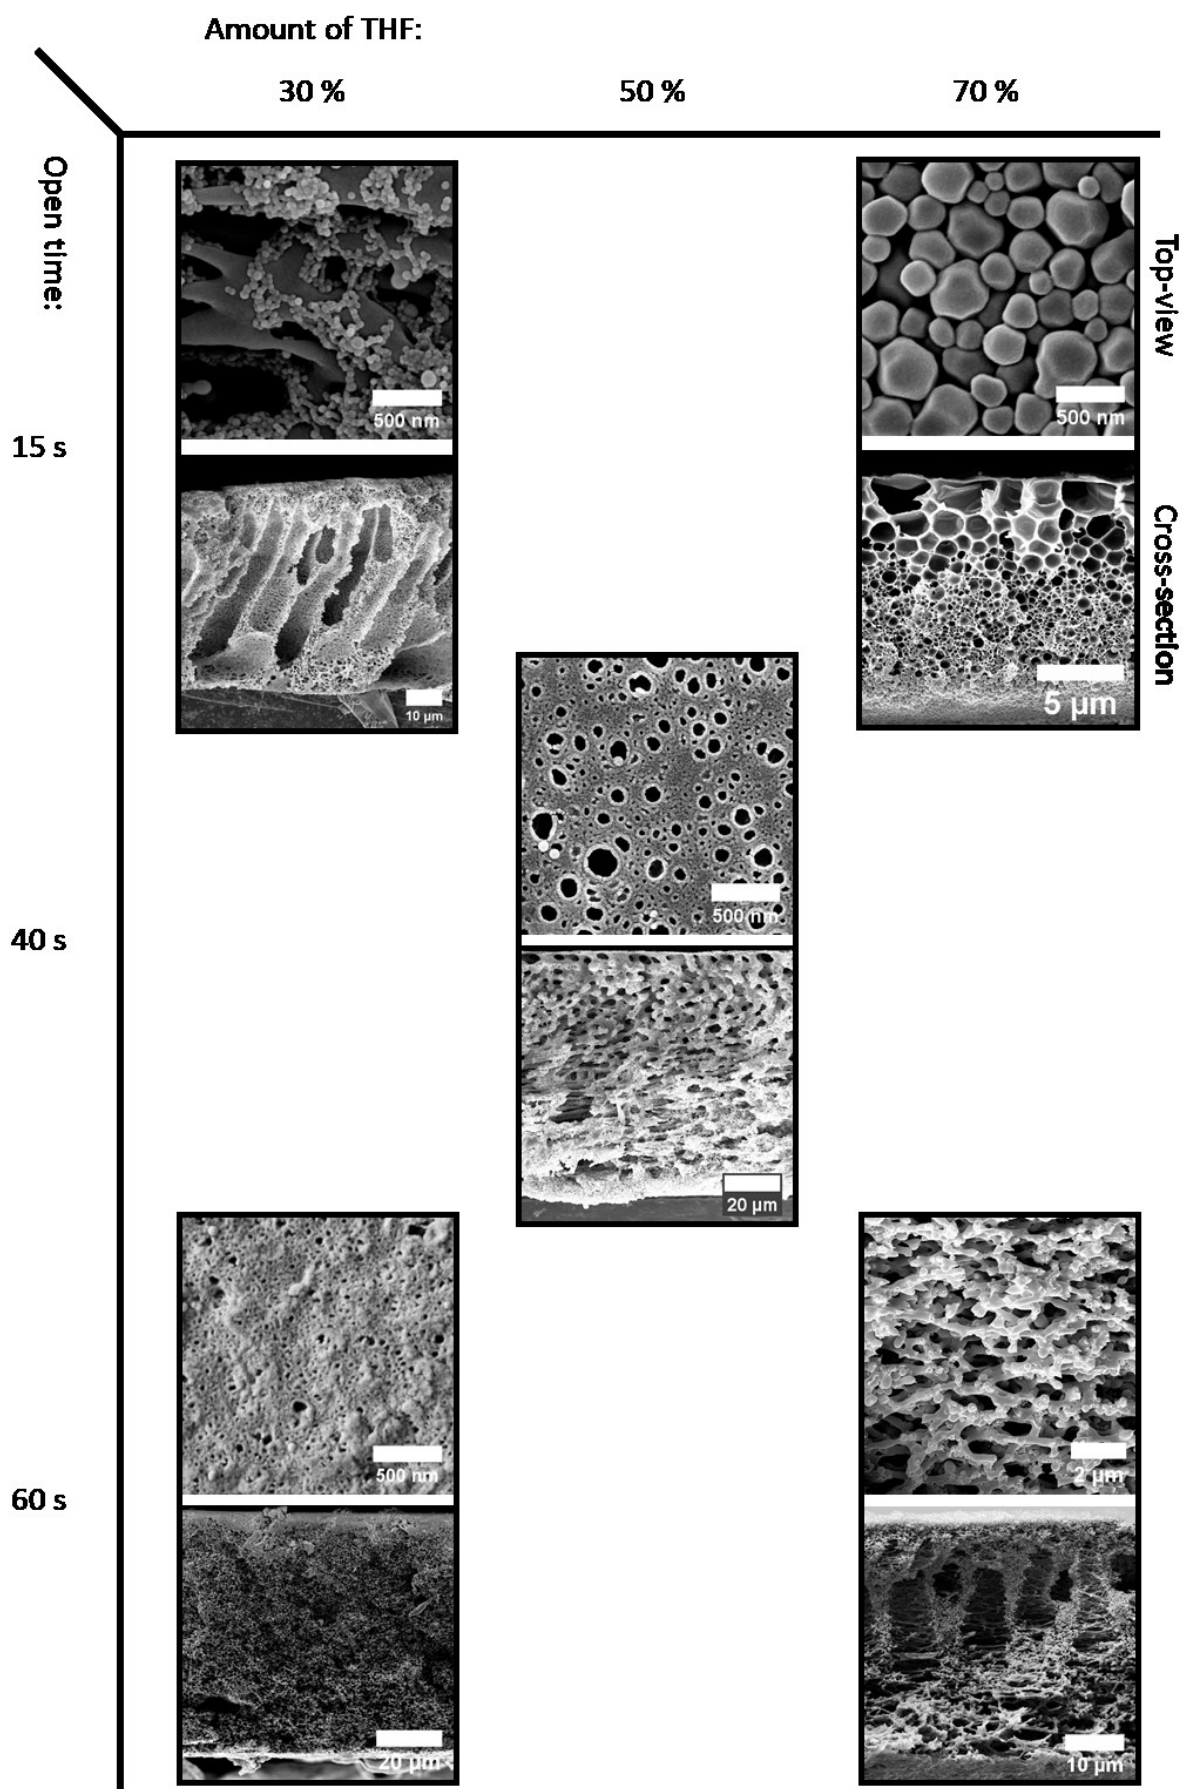 Amount of THF:
30 %
50 %
70 %
Open time:
Top-view
500 nm
500 nm
15 s
Cross-section
10 µm
5 µm
500 nm
40 s
20 µm
500 nm
2 µm
60 s
20 µm
10 µm